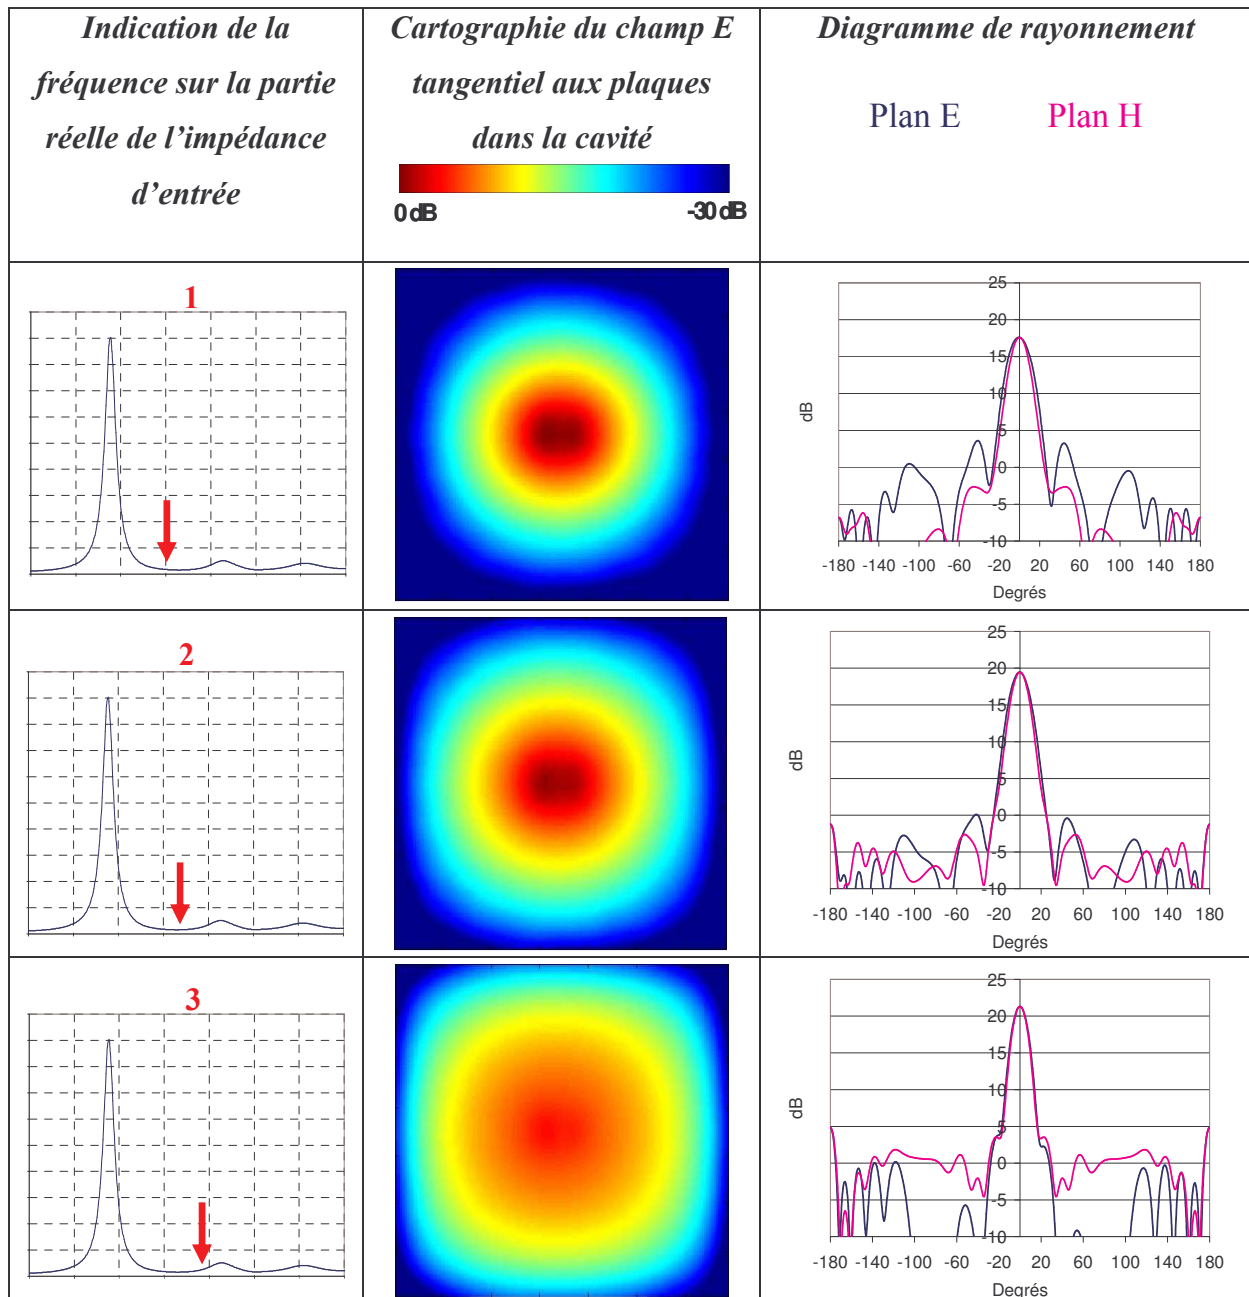 Indication de la
fréquence sur la partie
réelle de l'impédance
d'entrée
Cartographie du champ E
tangentiel aux plaques
dans la cavité
0 dB -30 dB
Diagramme de rayonnement
Plan E Plan H
1
25
20
15
10
5
0
-5
-10
dB
-180 -140 -100 -60 -20 20 60 100 140 180
Degrés
2
25
20
15
10
5
0
-5
-10
dB
-180 -140 -100 -60 -20 20 60 100 140 180
Degrés
3
25
20
15
10
5
0
-5
-10
dB
-180 -140 -100 -60 -20 20 60 100 140 180
Degrés